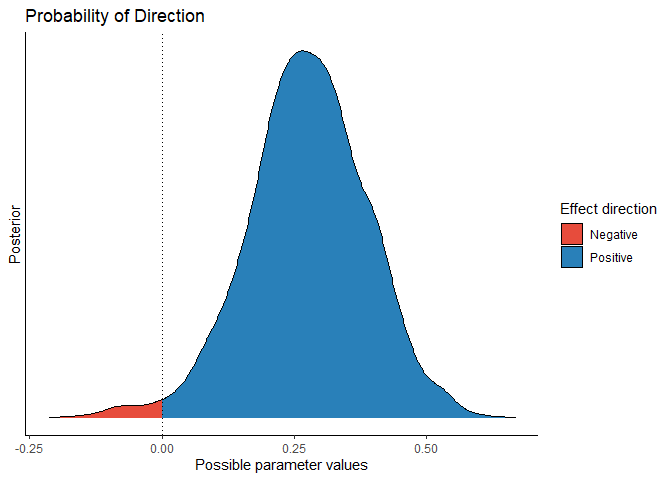 Probability of Direction
Posterior
Effect direction
Negative
Positive
-0.25
0.00
0.25
0.50
Possible parameter values